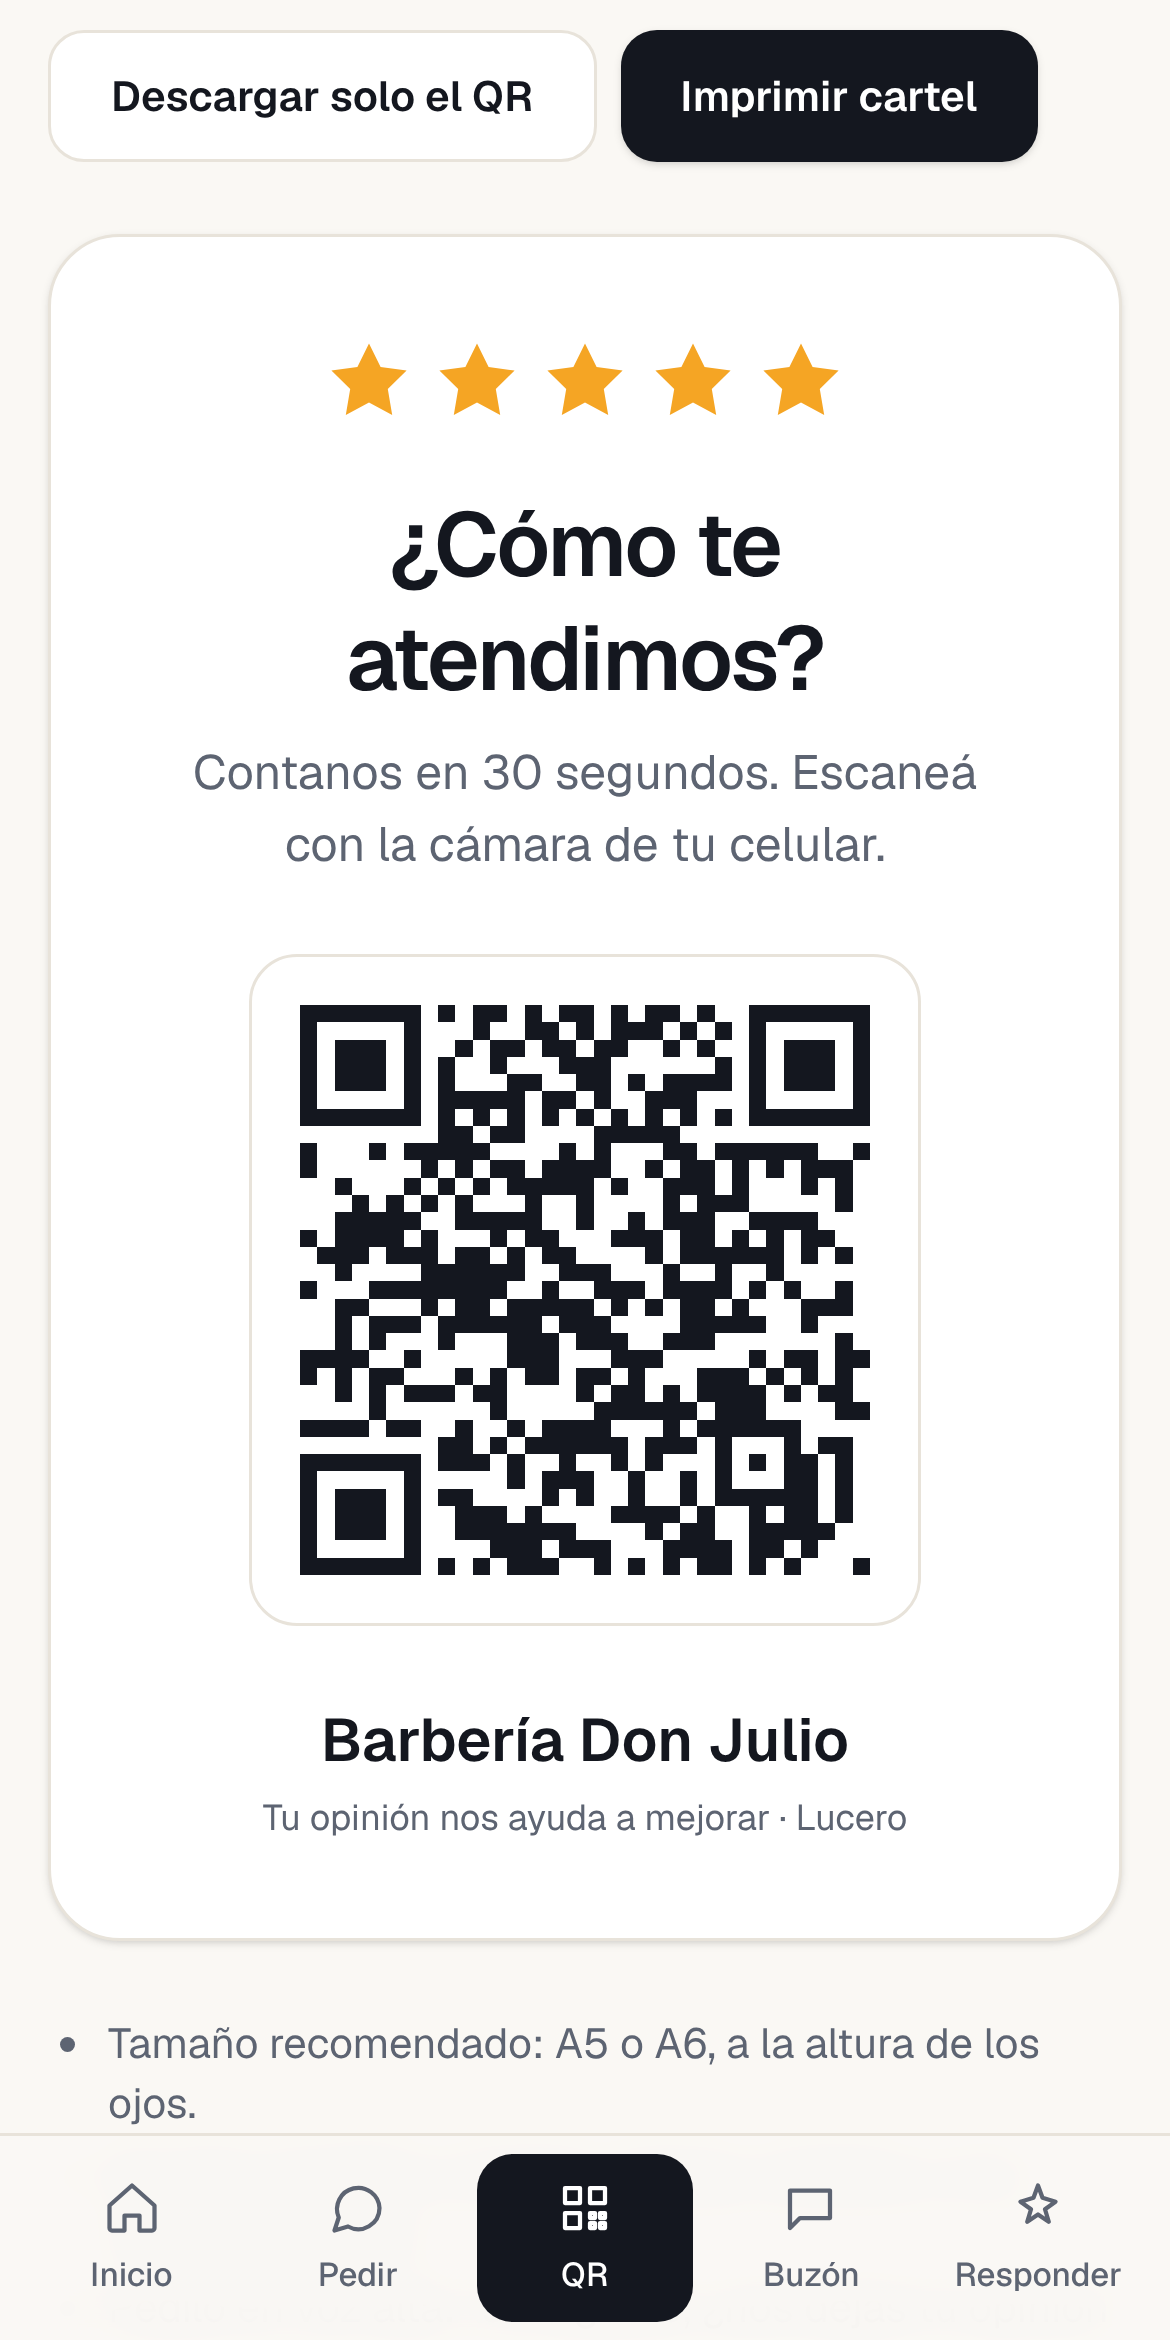 Descargar solo el QR
Imprimir cartel
¿Cómo te
atendimos?
Contanos en 30 segundos. Escaneá
con la cámara de tu celular.
Barbería Don Julio
Tu opinión nos ayuda a mejorar · Lucero
• Tamaño recomendado: A5 o A6, a la altura de los
ojos.
Inicio
Pedir
QR
Buzón
Responder